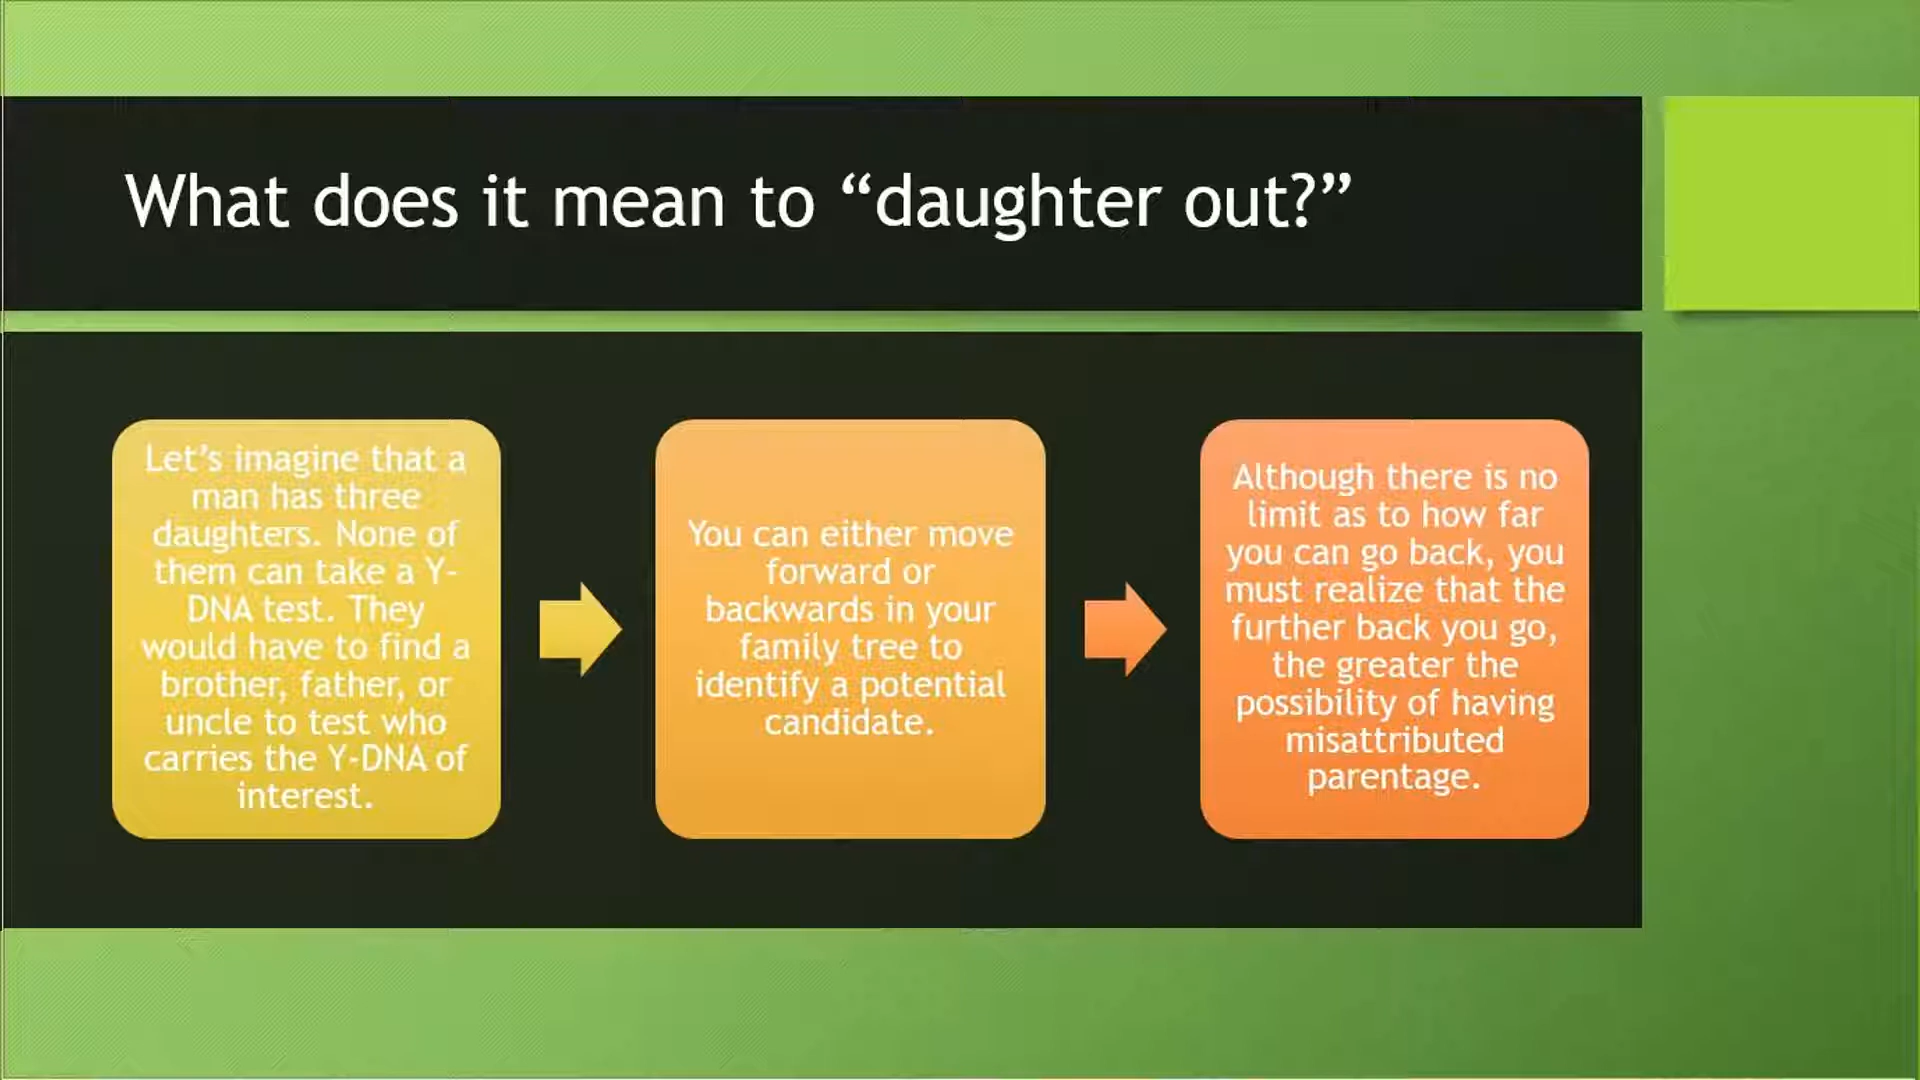 What does it mean to “daughter out?”
Let’s imagine that a
man has three
daughters. None of
them can take a Y-
DNA test. They
would have to find a
brother, father, or
uncle to test who
carries the Y-DNA of
interest.
You can either move
forward or
backwards in your
family tree to
identify a potential
candidate.
Although there is no
limit as to how far
you can go back, you
must realize that the
further back you go,
the greater the
possibility of having
misattributed
parentage.